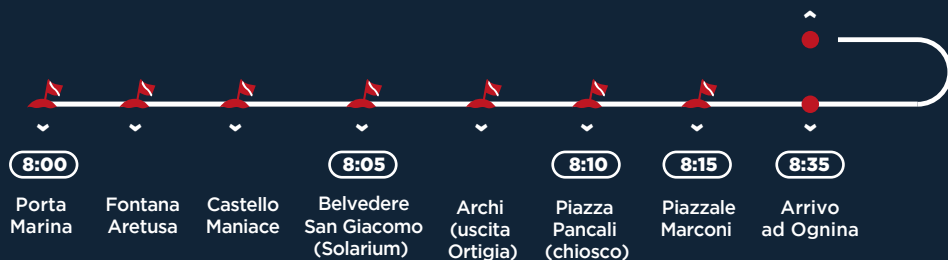 8:00
Porta
Marina
Fontana
Aretusa
Castello
Maniace
8:05
Belvedere
San Giacomo
(Solarium)
Archi
(uscita
Ortigia)
8:10
Piazza
Pancali
(chiosco)
8:15
Piazzale
Marconi
8:35
Arrivo
ad Ognina